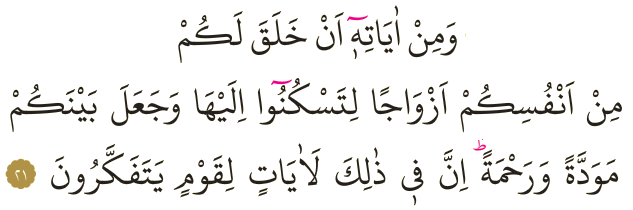 وَمِنْ اٰيَاتِه۪ٓ اَنْ خَلَقَ لَكُمْ
مِنْ اَنْفُسِكُمْ اَزْوَاجًا لِتَسْكُنُٓوا اِلَيْهَا وَجَعَلَ بَيْنَكُمْ
مَوَدَّةً وَرَحْمَةًۜ اِنَّ ف۪ي ذٰلِكَ لَاٰيَاتٍ لِقَوْمٍ يَتَفَكَّرُونَ ٢١